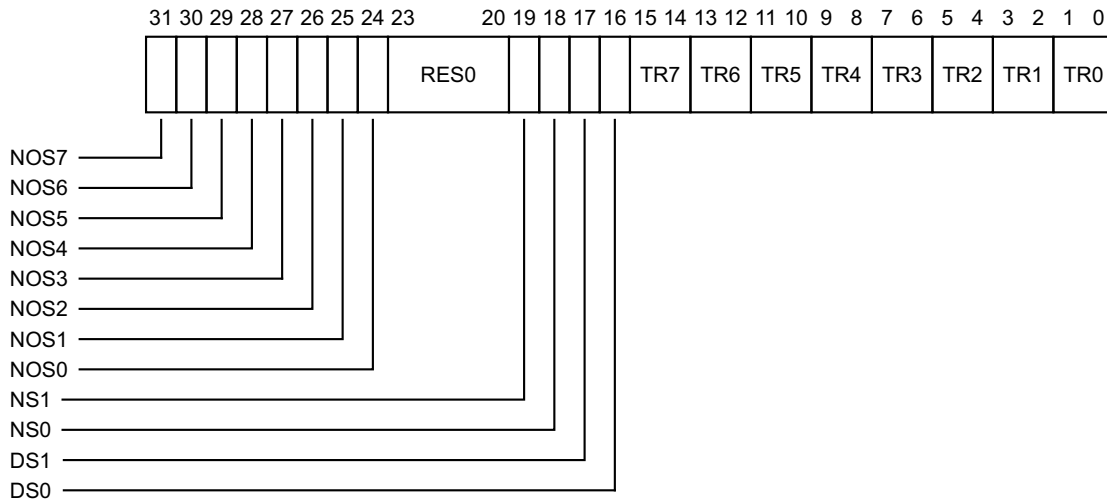 31 30 29 28 27 26 25 24 23 20 19 18 17 16 15 14 13 12 11 10 9 8 7 6 5 4 3 2 1 0
RES0 TR7 TR6 TR5 TR4 TR3 TR2 TR1 TR0
NOS7
NOS6
NOS5
NOS4
NOS3
NOS2
NOS1
NOS0
NS1
NS0
DS1
DS0